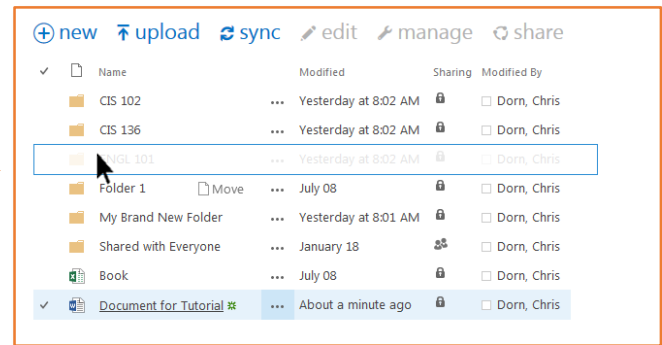 new upload sync edit manage share
Name Modified Sharing Modified By
CIS 102 ... Yesterday at 8:02 AM Dorn, Chris
CIS 136 ... Yesterday at 8:02 AM Dorn, Chris
ENGL 101 ... Yesterday at 8:02 AM Dorn, Chris
Folder 1 Move ... July 08 Dorn, Chris
My Brand New Folder ... Yesterday at 8:01 AM Dorn, Chris
Shared with Everyone ... January 18 Dorn, Chris
Book ... July 08 Dorn, Chris
Document for Tutorial ... About a minute ago Dorn, Chris